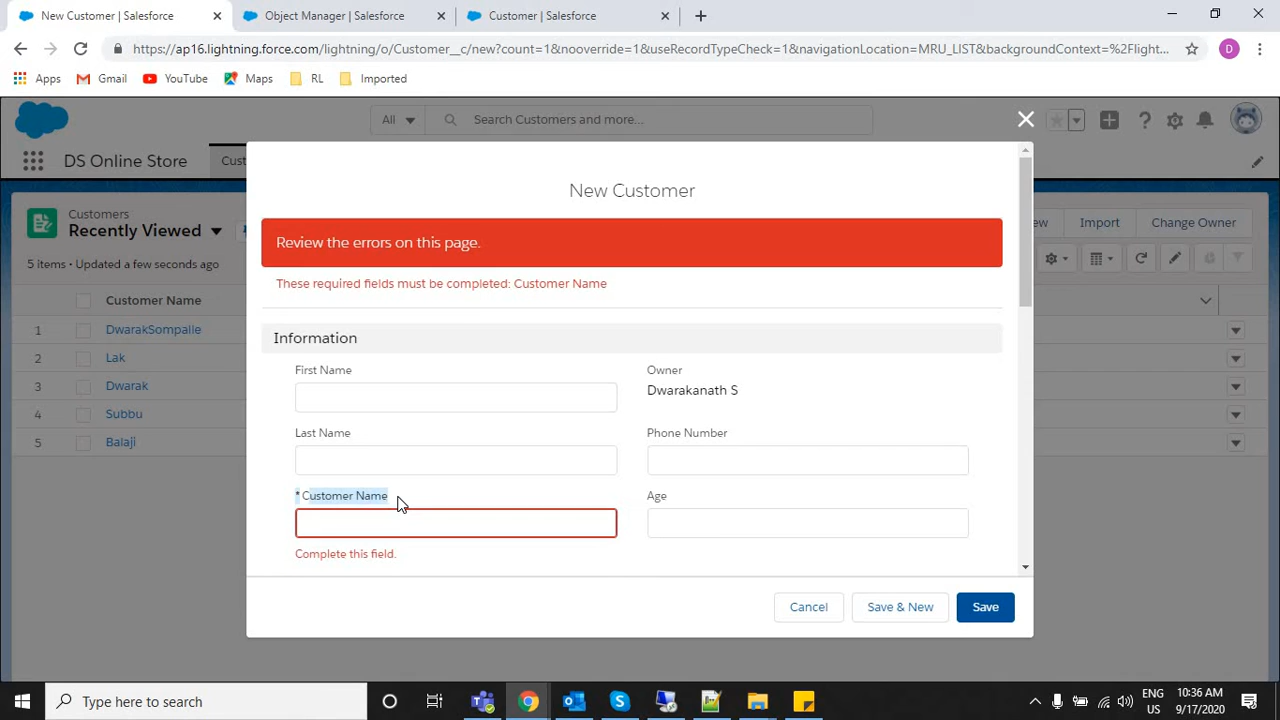 New Customer | Salesforce
Object Manager | Salesforce
Customer | Salesforce
https://ap16.lightning.force.com/lightning/o/Customer__c/new?count=1&nooverride=1&useRecordTypeCheck=1&navigationLocation=MRU_LIST&backgroundContext=%2Flight...
D
Apps
Gmail
YouTube
Maps
RL
Imported
All
Search Customers and more...
DS Online Store
Cust
New Customer
Customers
Recently Viewed
5 items • Updated a few seconds ago
ew
Import
Change Owner
Review the errors on this page.
These required fields must be completed: Customer Name
Customer Name
1
DwarakSompalle
2
Lak
3
Dwarak
4
Subbu
5
Balaji
Information
First Name
Owner
Dwarakanath S
Last Name
Phone Number
* Customer Name
Age
Complete this field.
Cancel
Save & New
Save
Type here to search
ENG
US
10:36 AM
9/17/2020